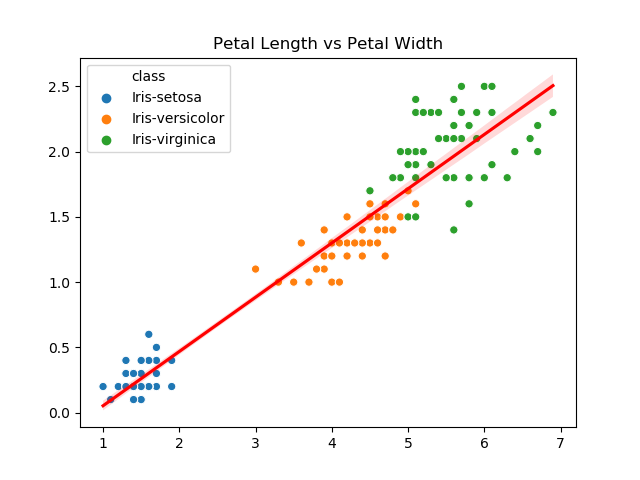 Petal Length vs Petal Width
class
Iris-setosa
Iris-versicolor
Iris-virginica
2.5
2.0
1.5
1.0
0.5
0.0
1 2 3 4 5 6 7